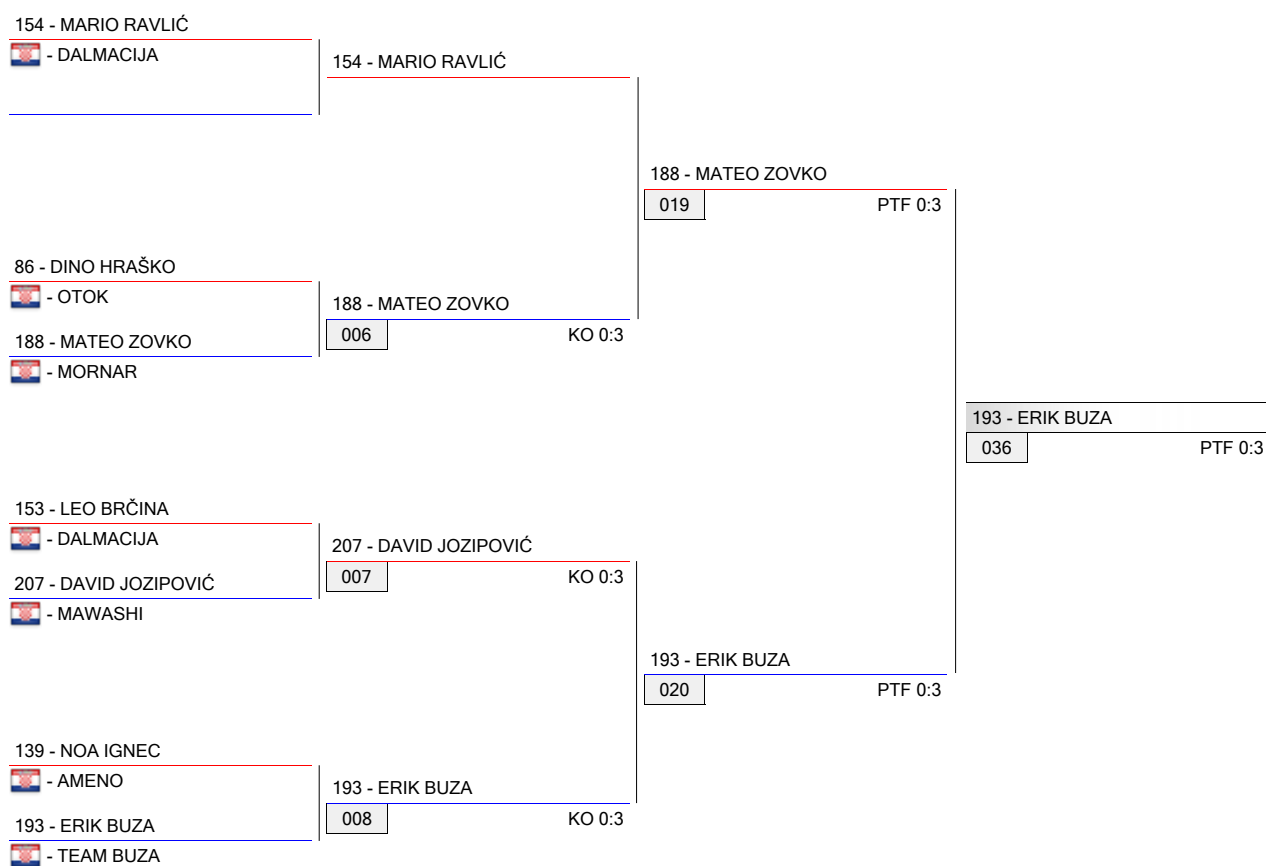 154 - MARIO RAVLIĆ
- DALMACIJA
154 - MARIO RAVLIĆ
188 - MATEO ZOVKO
019 PTF 0:3
86 - DINO HRAŠKO
- OTOK
188 - MATEO ZOVKO
006 KO 0:3
188 - MATEO ZOVKO
- MORNAR
193 - ERIK BUZA
036 PTF 0:3
153 - LEO BRČINA
- DALMACIJA
207 - DAVID JOZIPOVIĆ
007 KO 0:3
207 - DAVID JOZIPOVIĆ
- MAWASHI
193 - ERIK BUZA
020 PTF 0:3
139 - NOA IGNEC
- AMENO
193 - ERIK BUZA
008 KO 0:3
193 - ERIK BUZA
- TEAM BUZA